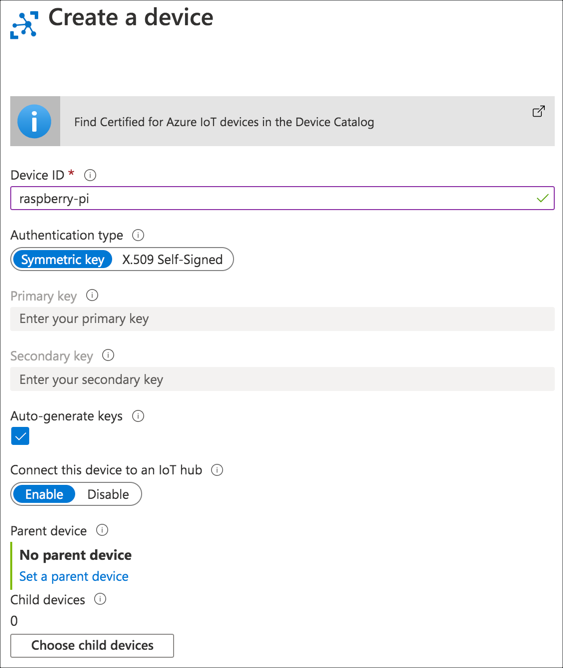 Create a device
Find Certified for Azure IoT devices in the Device Catalog
Device ID *
raspberry-pi
Authentication type
Symmetric key X.509 Self-Signed
Primary key
Enter your primary key
Secondary key
Enter your secondary key
Auto-generate keys
Connect this device to an IoT hub
Enable Disable
Parent device
No parent device
Set a parent device
Child devices
0
Choose child devices